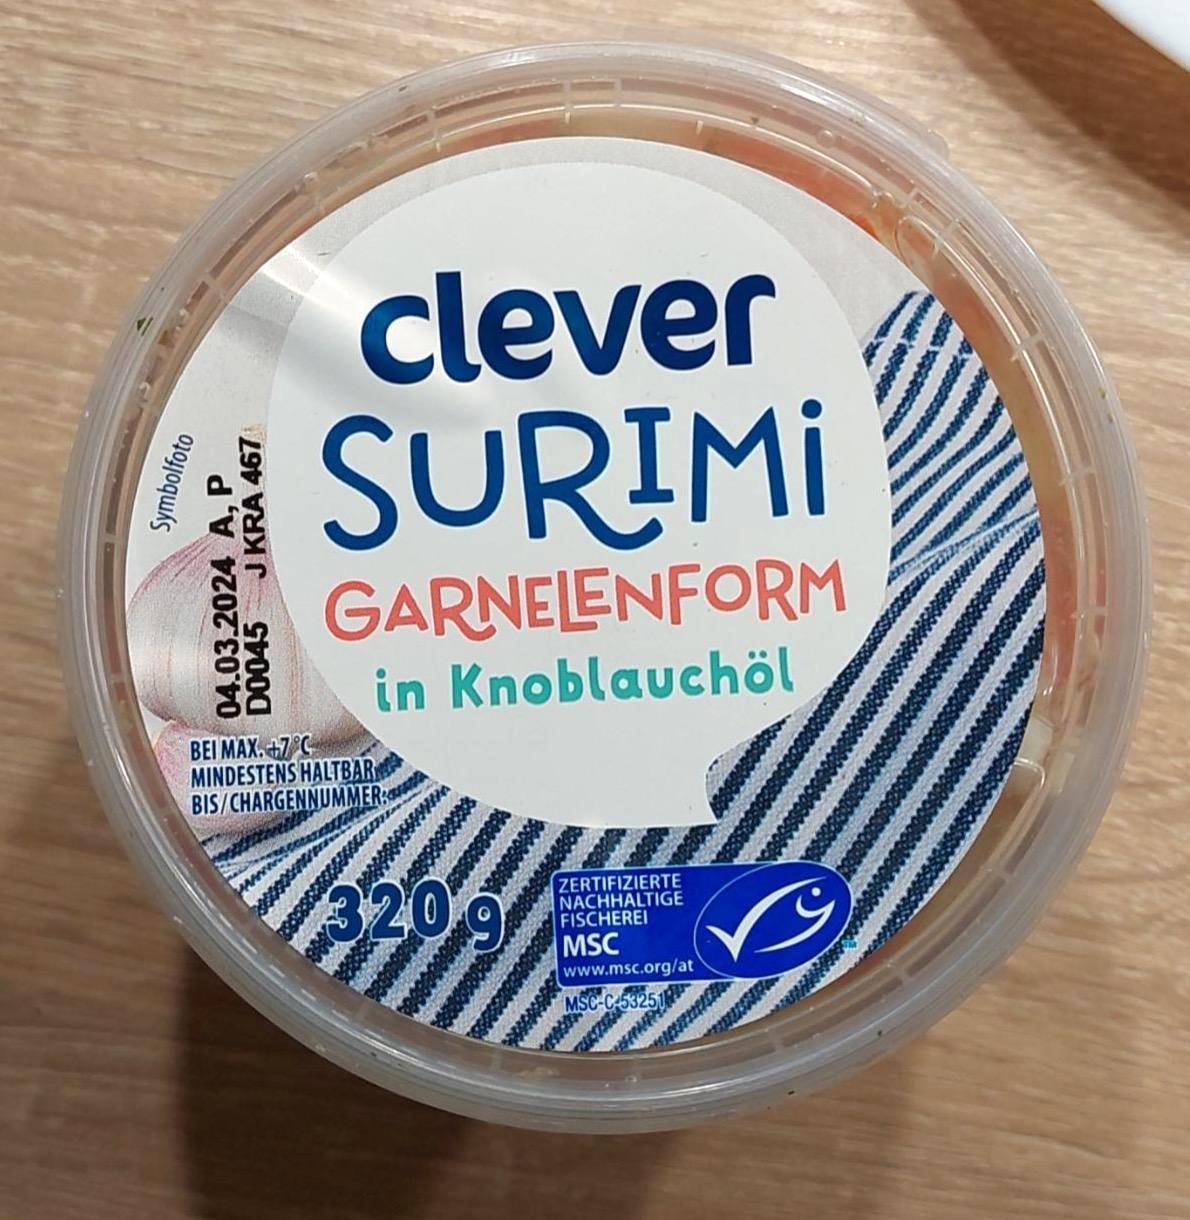 clever
SURIMI
GARNELENFORM
in Knoblauchöl
Symbolfoto
04.03.2024 A, P
D0045 J KRA 467
BEI MAX. +7°C
MINDESTENS HALTBAR
BIS/CHARGENNUMMER:
320 g
ZERTIFIZIERTE
NACHHALTIGE
FISCHEREI
MSC
www.msc.org/at
TM
MSC-C-53251